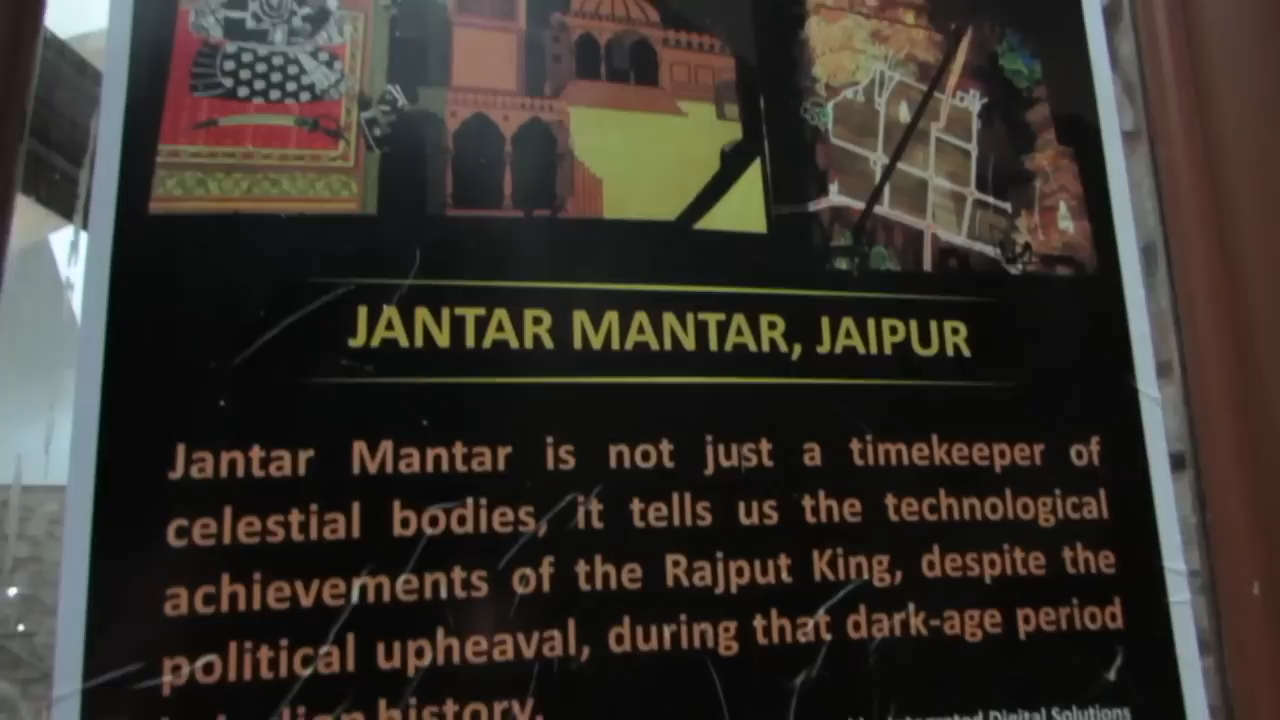 JANTAR MANTAR, JAIPUR
Jantar Mantar is not just a timekeeper of
celestial bodies, it tells us the technological
achievements of the Rajput King, despite the
political upheaval, during that dark-age period
history.
Integrated Digital Solutions